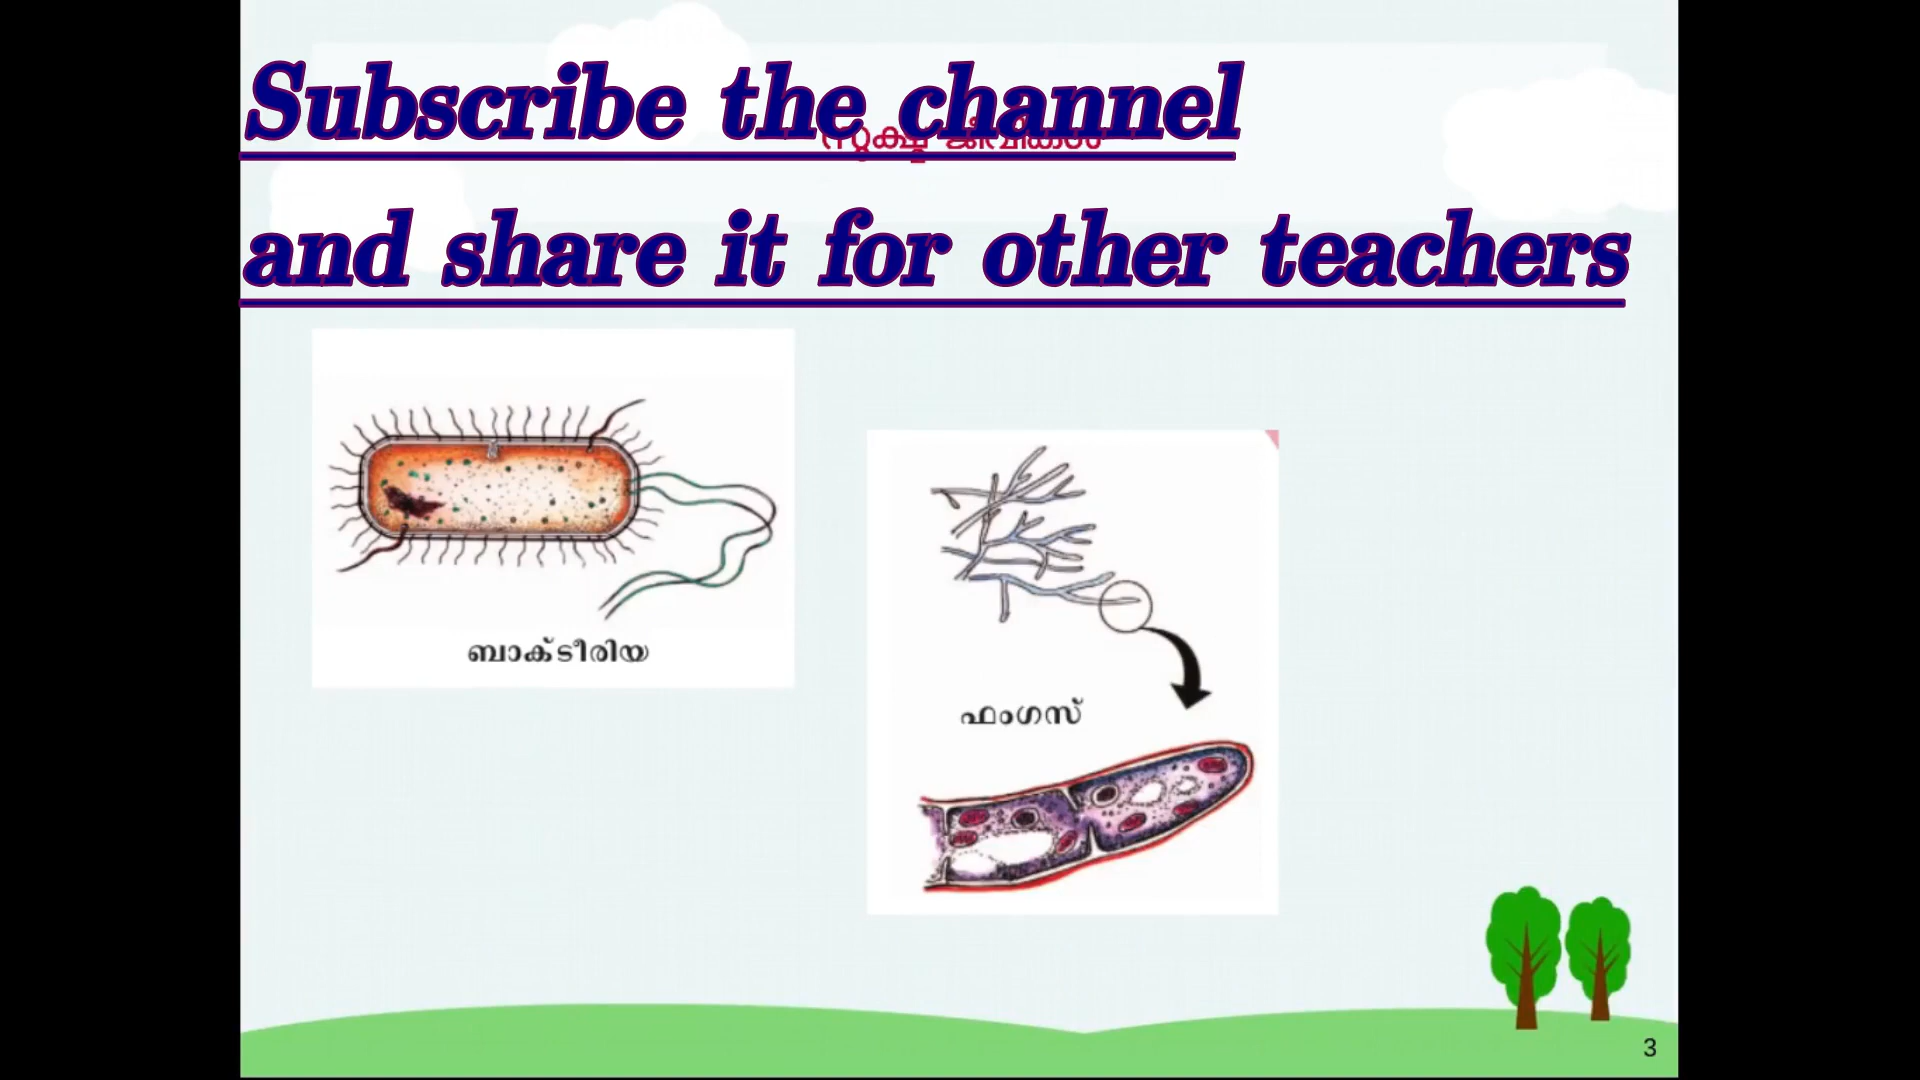 Subscribe the channel
and share it for other teachers
ബാക്ടീരിയ
ഫംഗസ്
3